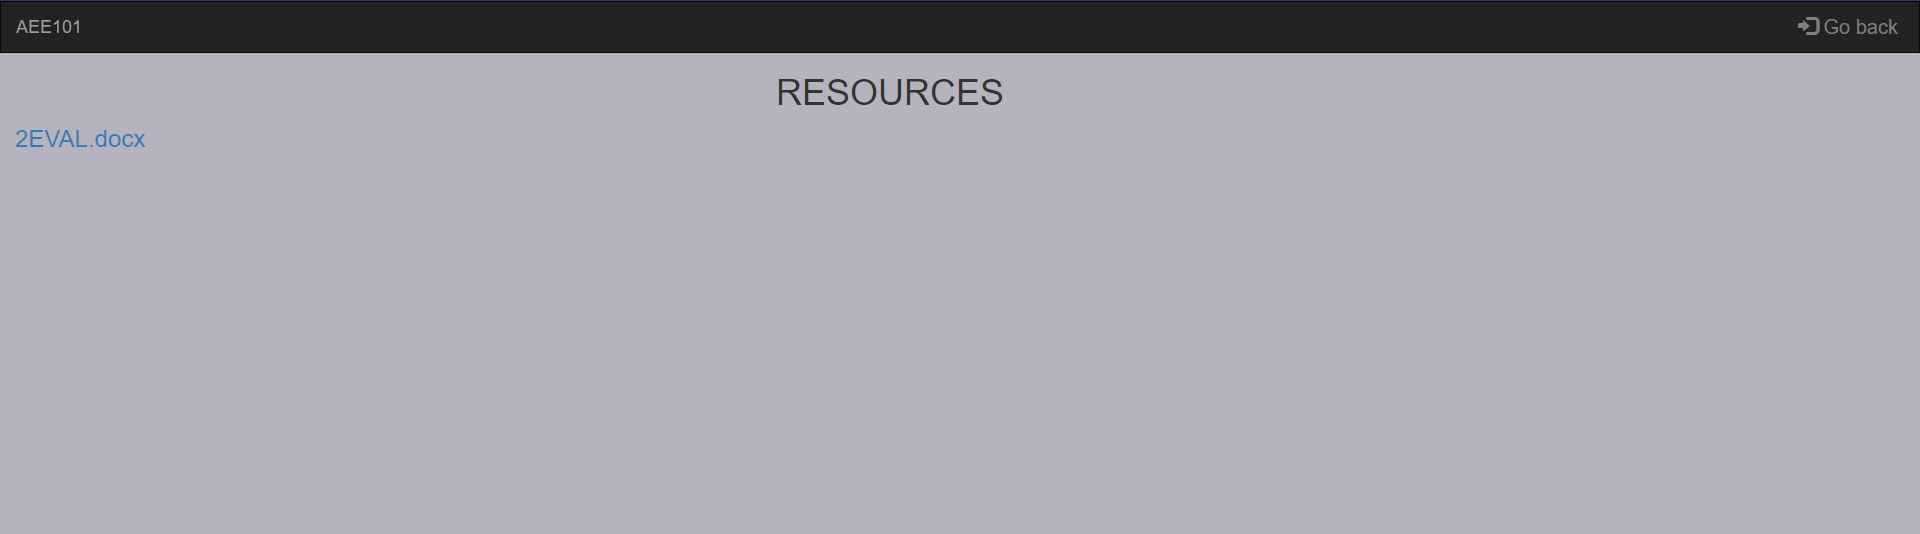 AEE101
Go back
RESOURCES
2EVAL.docx